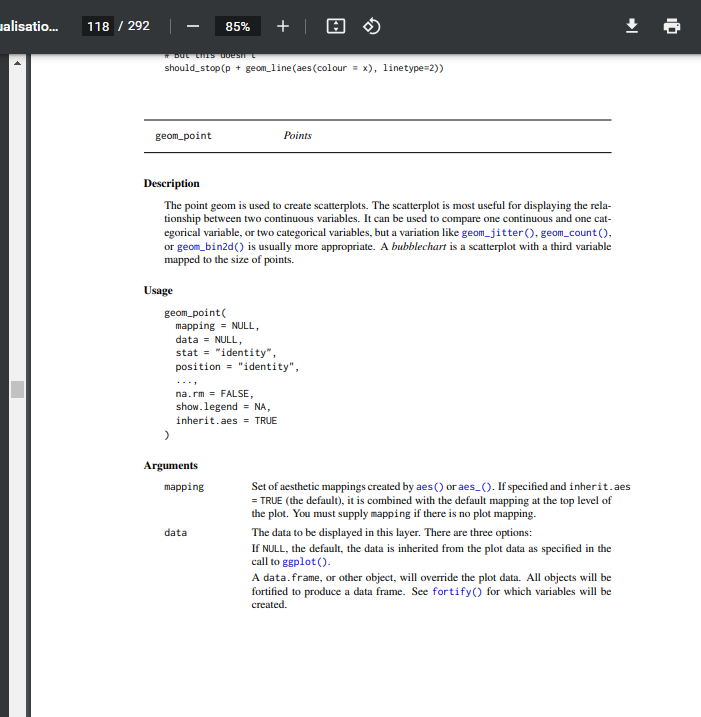 ualisatio...
118 / 292
85%
# But this doesn't
should_stop(p + geom_line(aes(colour = x), linetype=2))
geom_point Points
Description
The point geom is used to create scatterplots. The scatterplot is most useful for displaying the rela-
tionship between two continuous variables. It can be used to compare one continuous and one cat-
egorical variable, or two categorical variables, but a variation like geom_jitter(), geom_count(),
or geom_bin2d() is usually more appropriate. A bubblechart is a scatterplot with a third variable
mapped to the size of points.
Usage
geom_point(
mapping = NULL,
data = NULL,
stat = "identity",
position = "identity",
...,
na.rm = FALSE,
show.legend = NA,
inherit.aes = TRUE
)
Arguments
mapping Set of aesthetic mappings created by aes() or aes_(). If specified and inherit.aes
= TRUE (the default), it is combined with the default mapping at the top level of
the plot. You must supply mapping if there is no plot mapping.
data The data to be displayed in this layer. There are three options:
If NULL, the default, the data is inherited from the plot data as specified in the
call to ggplot().
A data.frame, or other object, will override the plot data. All objects will be
fortified to produce a data frame. See fortify() for which variables will be
created.